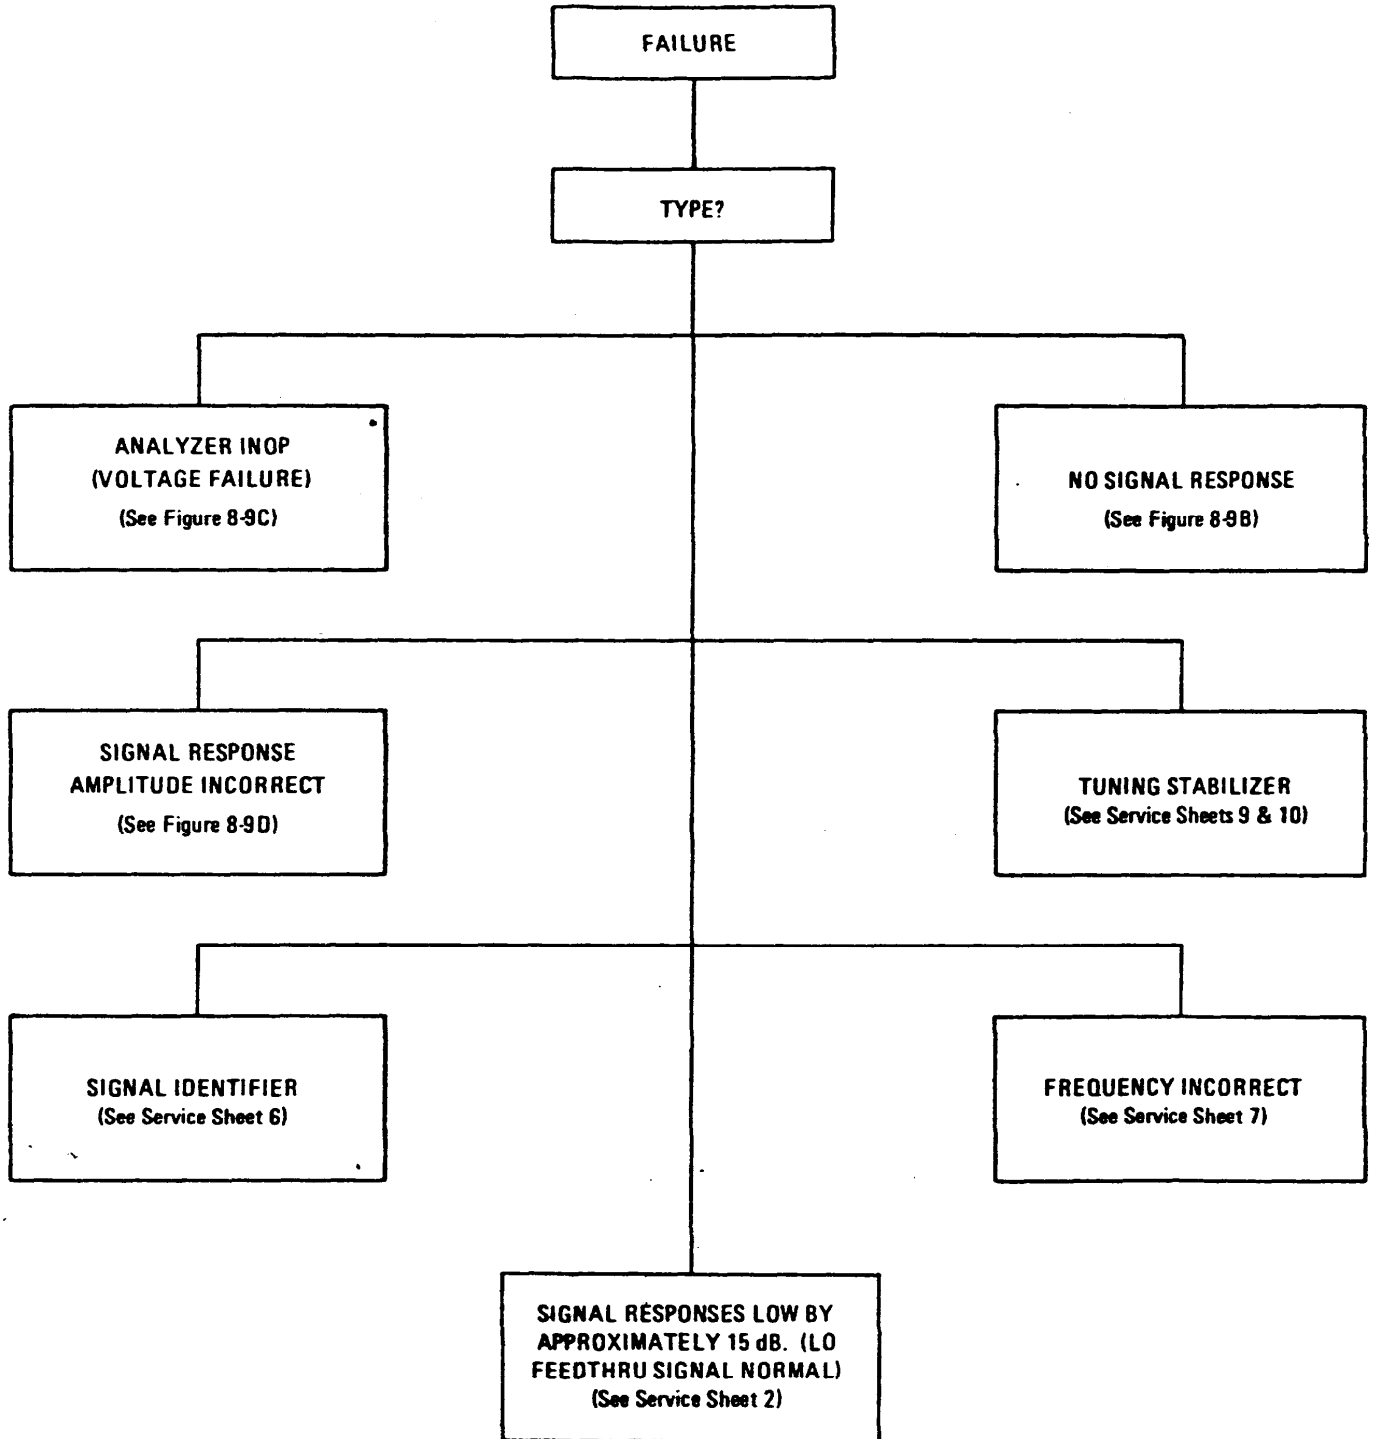 FAILURE
TYPE?
ANALYZER INOP
(VOLTAGE FAILURE)
(See Figure 8-9C)
NO SIGNAL RESPONSE
(See Figure 8-9B)
SIGNAL RESPONSE
AMPLITUDE INCORRECT
(See Figure 8-9D)
TUNING STABILIZER
(See Service Sheets 9 & 10)
SIGNAL IDENTIFIER
(See Service Sheet 6)
FREQUENCY INCORRECT
(See Service Sheet 7)
SIGNAL RESPONSES LOW BY
APPROXIMATELY 15 dB. (LO
FEEDTHRU SIGNAL NORMAL)
(See Service Sheet 2)